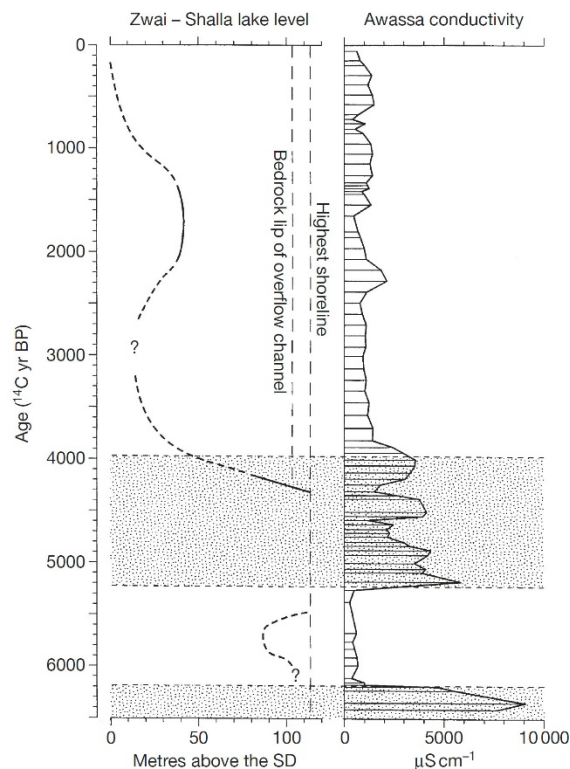 Zwai – Shalla lake level
Awassa conductivity
0
1000
2000
3000
4000
5000
6000
Age (¹⁴C yr BP)
Bedrock lip of overflow channel
Highest shoreline
?
?
0
50
100
Metres above the SD
0
5000
10 000
µS cm⁻¹